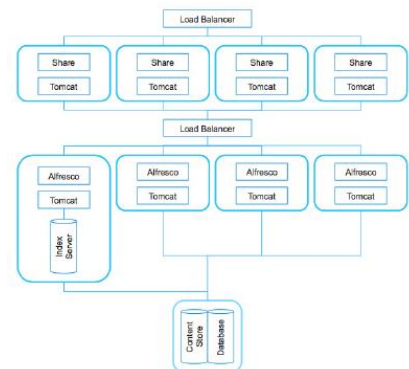 Load Balancer
Share
Share
Share
Share
Tomcat
Tomcat
Tomcat
Tomcat
Load Balancer
Alfresco
Alfresco
Alfresco
Alfresco
Tomcat
Tomcat
Tomcat
Tomcat
Index
Server
Content
Store
Database